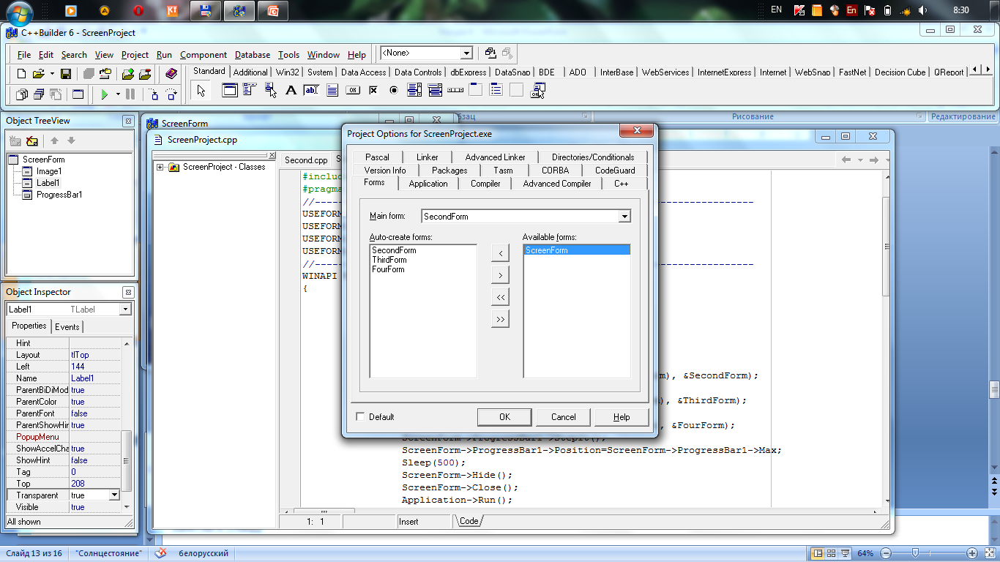 EN
En
8:30
C++Builder 6 - ScreenProject
File Edit Search View Project Run Component Database Tools Window Help
<None>
Standard Additional Win32 System Data Access Data Controls dbExpress DataSnap BDE ADO InterBase WebServices InternetExpress Internet WebSnap FastNet Decision Cube QReport
Object TreeView
ScreenForm
Image1
Label1
ProgressBar1
Object Inspector
Label1 TLabel
Properties Events
Hint
Layout tlTop
Left 144
Name Label1
ParentBiDiMod true
ParentColor true
ParentFont false
ParentShowHin true
PopupMenu
ShowAccelCha true
ShowHint false
Tag 0
Top 208
Transparent true
Visible true
All shown
ScreenForm
бзац
Рисование
Редактирование
ScreenProject.cpp
ScreenProject - Classes
Second.cpp S
#includ
#pragma
//--
USEFORM
USEFORM
USEFORM
USEFORM
//--
WINAPI
{
), &SecondForm);
), &ThirdForm);
, &FourForm);
ScreenForm->ProgressBar1->StepIt();
ScreenForm->ProgressBar1->Position=ScreenForm->ProgressBar1->Max;
Sleep(500);
ScreenForm->Hide();
ScreenForm->Close();
Application->Run();
1: 1
Insert
Code
Project Options for ScreenProject.exe
Pascal Linker Advanced Linker Directories/Conditionals
Version Info Packages Tasm CORBA CodeGuard
Forms Application Compiler Advanced Compiler C++
Main form: SecondForm
Auto-create forms:
SecondForm
ThirdForm
FourForm
<
>
<<
>>
Available forms:
ScreenForm
Default
OK
Cancel
Help
Слайд 13 из 16
"Солнцестояние"
белорусский
64%